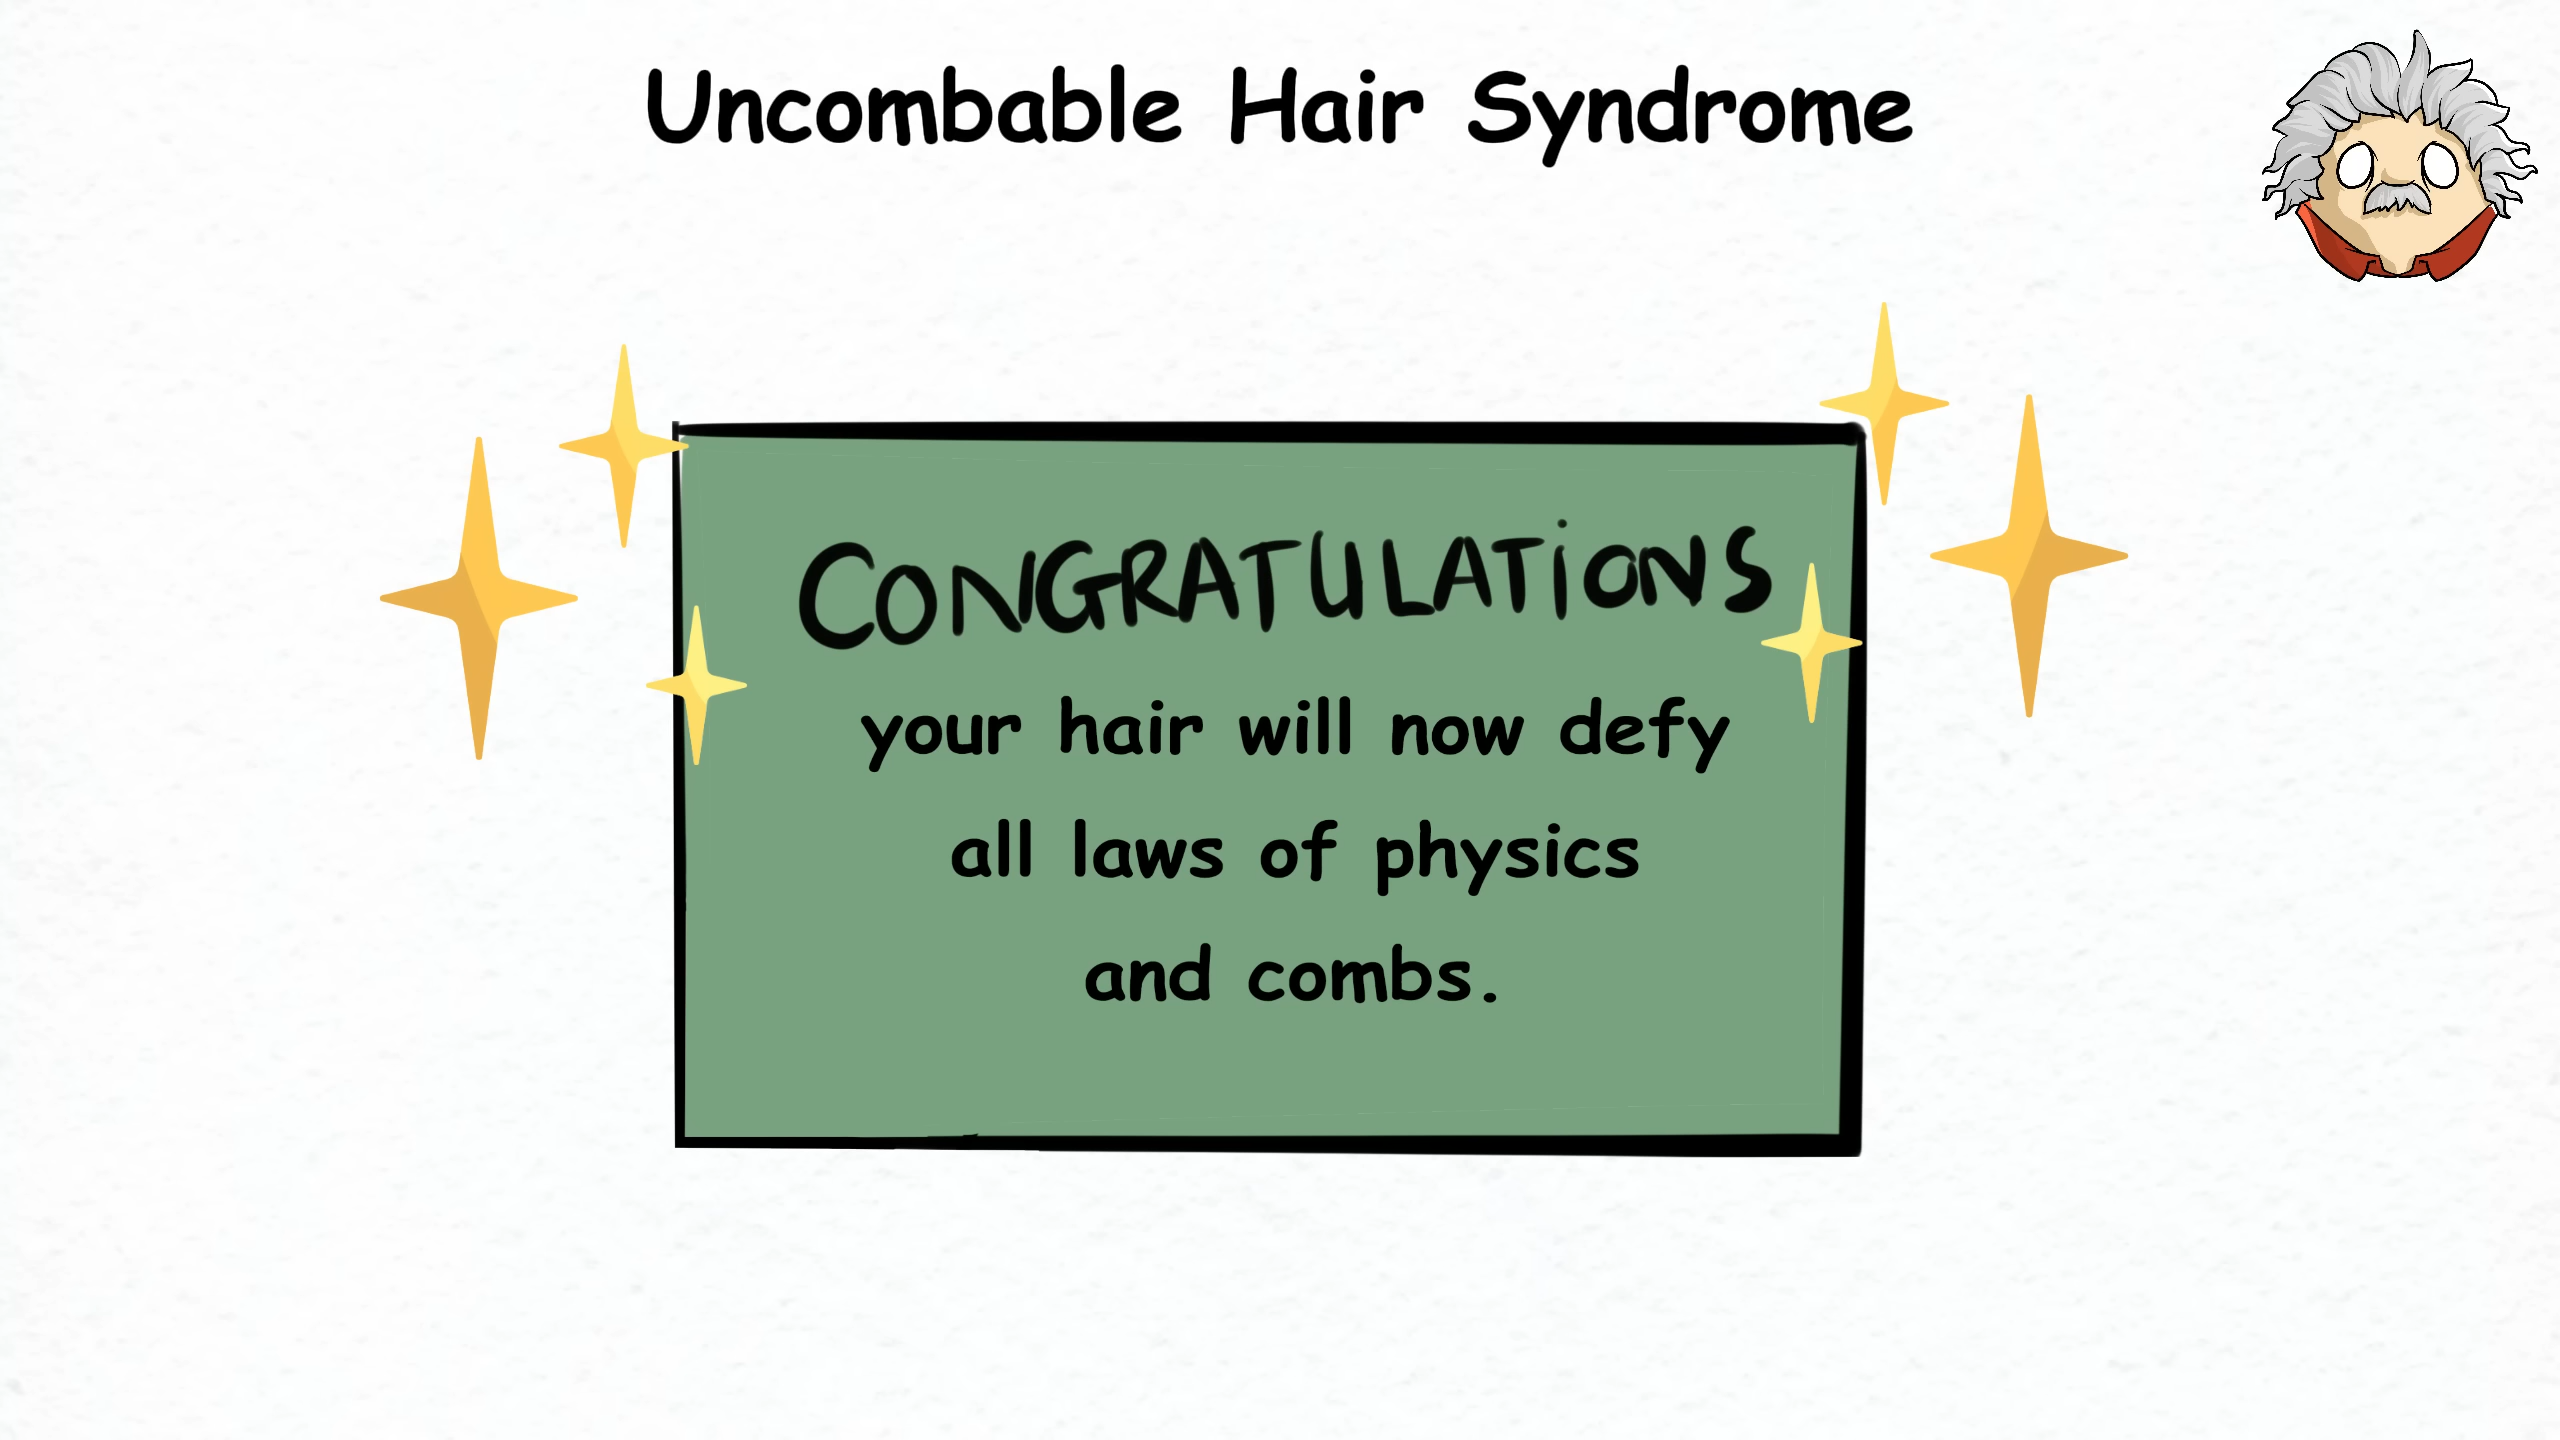 Uncombable Hair Syndrome
CONGRATULATiONS
your hair will now defy
all laws of physics
and combs.